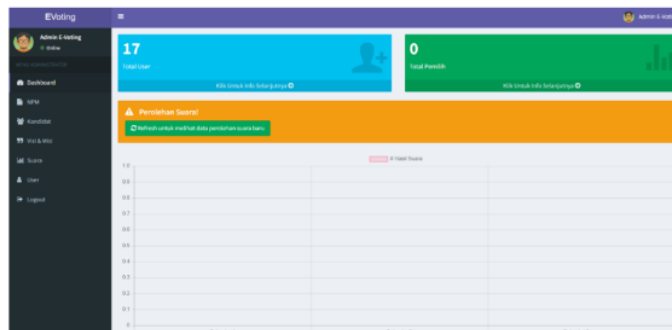 EVoting
Admin E-Voting
Admin E-Voting
Online
Dashboard
NPM
Kandidat
Visi & Misi
Suara
User
Logout
17
Total User
Klik Untuk Info Selanjutnya
0
Total Pemilih
Klik Untuk Info Selanjutnya
Perolehan Suara!
Refresh untuk melihat data perolehan suara baru
# Hasil Suara
1.0
0.9
0.8
0.7
0.6
0.5
0.4
0.3
0.2
0.1
0